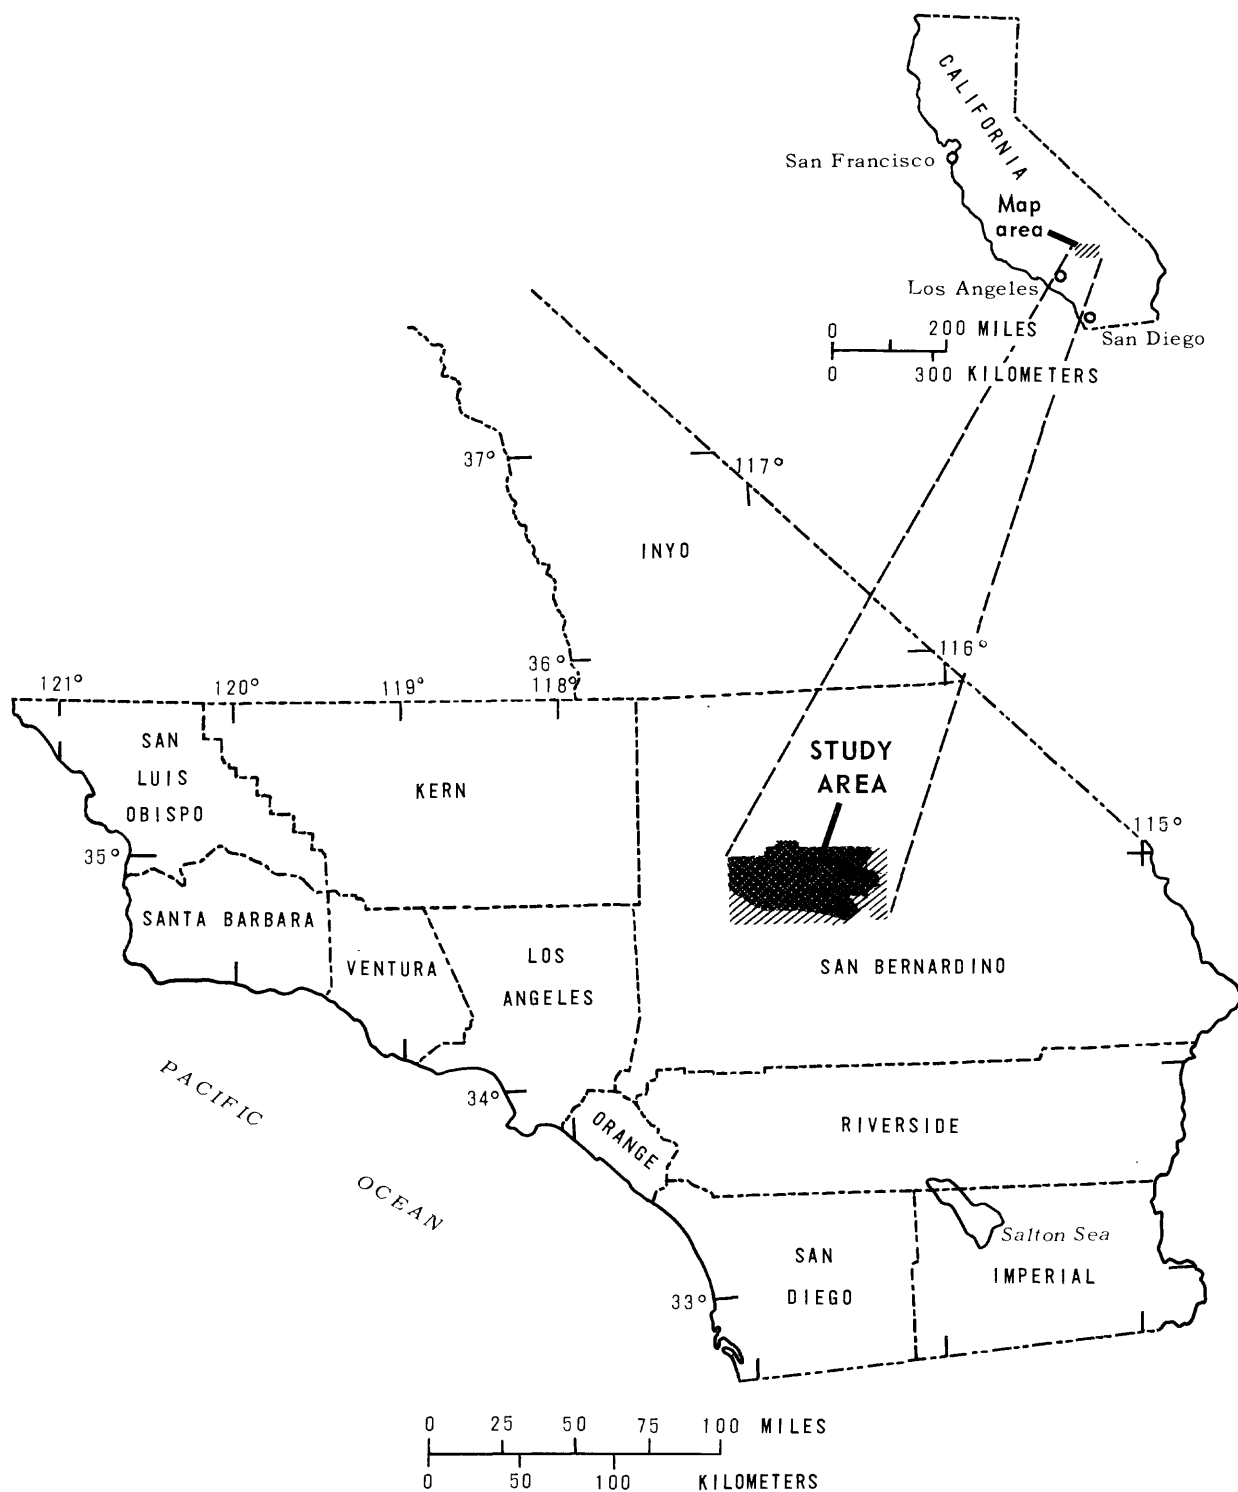 CALIFORNIA
San Francisco
Map
area
Los Angeles
0 200 MILES
San Diego
0 300 KILOMETERS
37°
117°
INYO
36°
116°
121° 120° 119° 118°
SAN
LUIS
OBISPO
KERN
STUDY
AREA
115°
35°
SANTA BARBARA
VENTURA
LOS
ANGELES
SAN BERNARDINO
PACIFIC
OCEAN
34°
ORANGE
RIVERSIDE
Salton Sea
SAN
DIEGO
IMPERIAL
33°
0 25 50 75 100 MILES
0 50 100 KILOMETERS